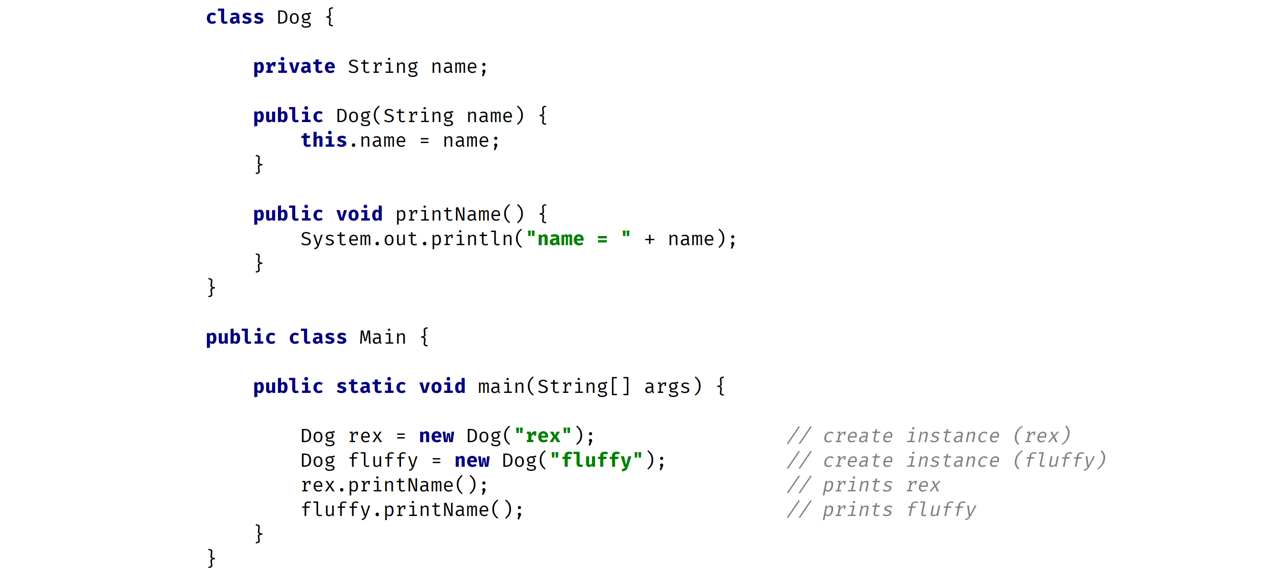 class Dog {
private String name;
public Dog(String name) {
this.name = name;
}
public void printName() {
System.out.println("name = " + name);
}
}
public class Main {
public static void main(String[] args) {
Dog rex = new Dog("rex"); // create instance (rex)
Dog fluffy = new Dog("fluffy"); // create instance (fluffy)
rex.printName(); // prints rex
fluffy.printName(); // prints fluffy
}
}